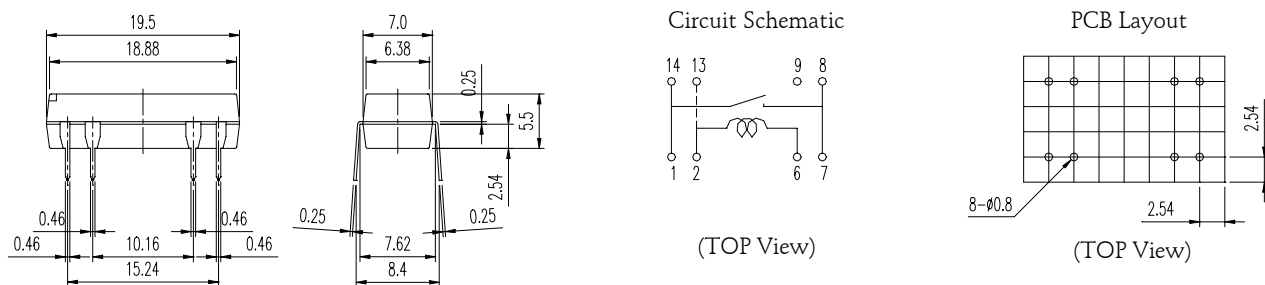 19.5
18.88
0.46
0.46
0.46
10.16
0.46
15.24
7.0
6.38
0.25
5.5
2.54
0.25
0.25
7.62
8.4
Circuit Schematic
14 13 9 8
1 2 6 7
(TOP View)
PCB Layout
2.54
8-ø0.8
2.54
(TOP View)